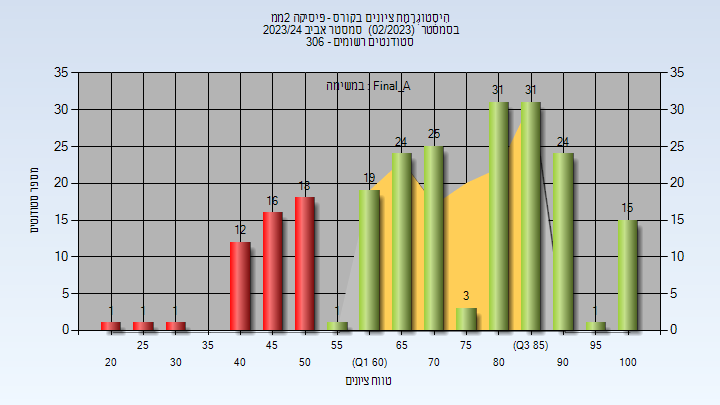 היסטוגרמת ציונים בקורס - פיסיקה 2ממ
בסמסטר (02/2023) סמסטר אביב 2023/24
סטודנטים רשומים - 306
במשימה : Final_A
מספר סטודנטים
35 30 25 20 15 10 5 0
35 30 25 20 15 10 5 0
1 1 1 12 16 18 1 19 24 25 3 31 31 24 1 15
25 35 45 55 65 75 (Q3 85) 95
20 30 40 50 (Q1 60) 70 80 90 100
טווח ציונים